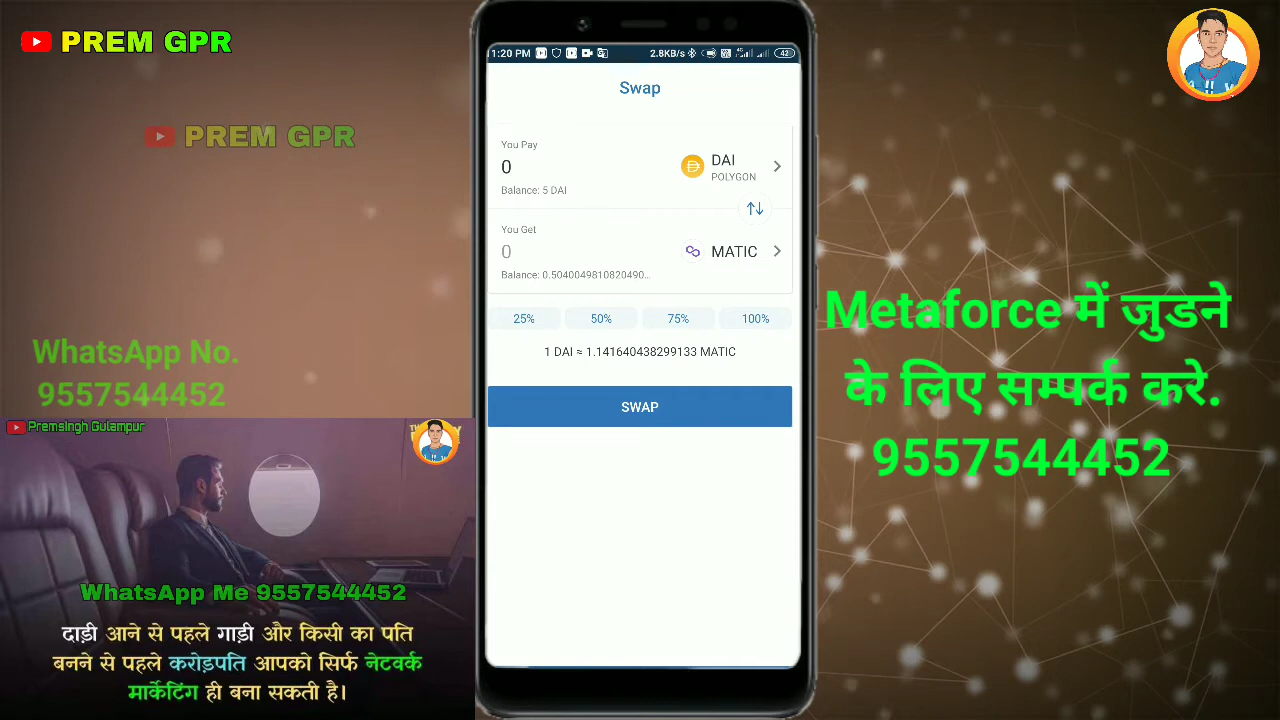 PREM GPR
PREM GPR
WhatsApp No.
9557544452
Premsingh Gulampur
WhatsApp Me 9557544452
दाड़ी आने से पहले गाड़ी और किसी का पति
बनने से पहले करोड़पति आपको सिर्फ नेटवर्क
मार्केटिंग ही बना सकती है।
1:20 PM
2.8KB/s
42
Swap
You Pay
0
DAI
POLYGON
Balance: 5 DAI
You Get
0
MATIC
Balance: 0.5040049810820490...
25% 50% 75% 100%
1 DAI ≈ 1.141640438299133 MATIC
SWAP
Metaforce में जुडने
के लिए सम्पर्क करे.
9557544452